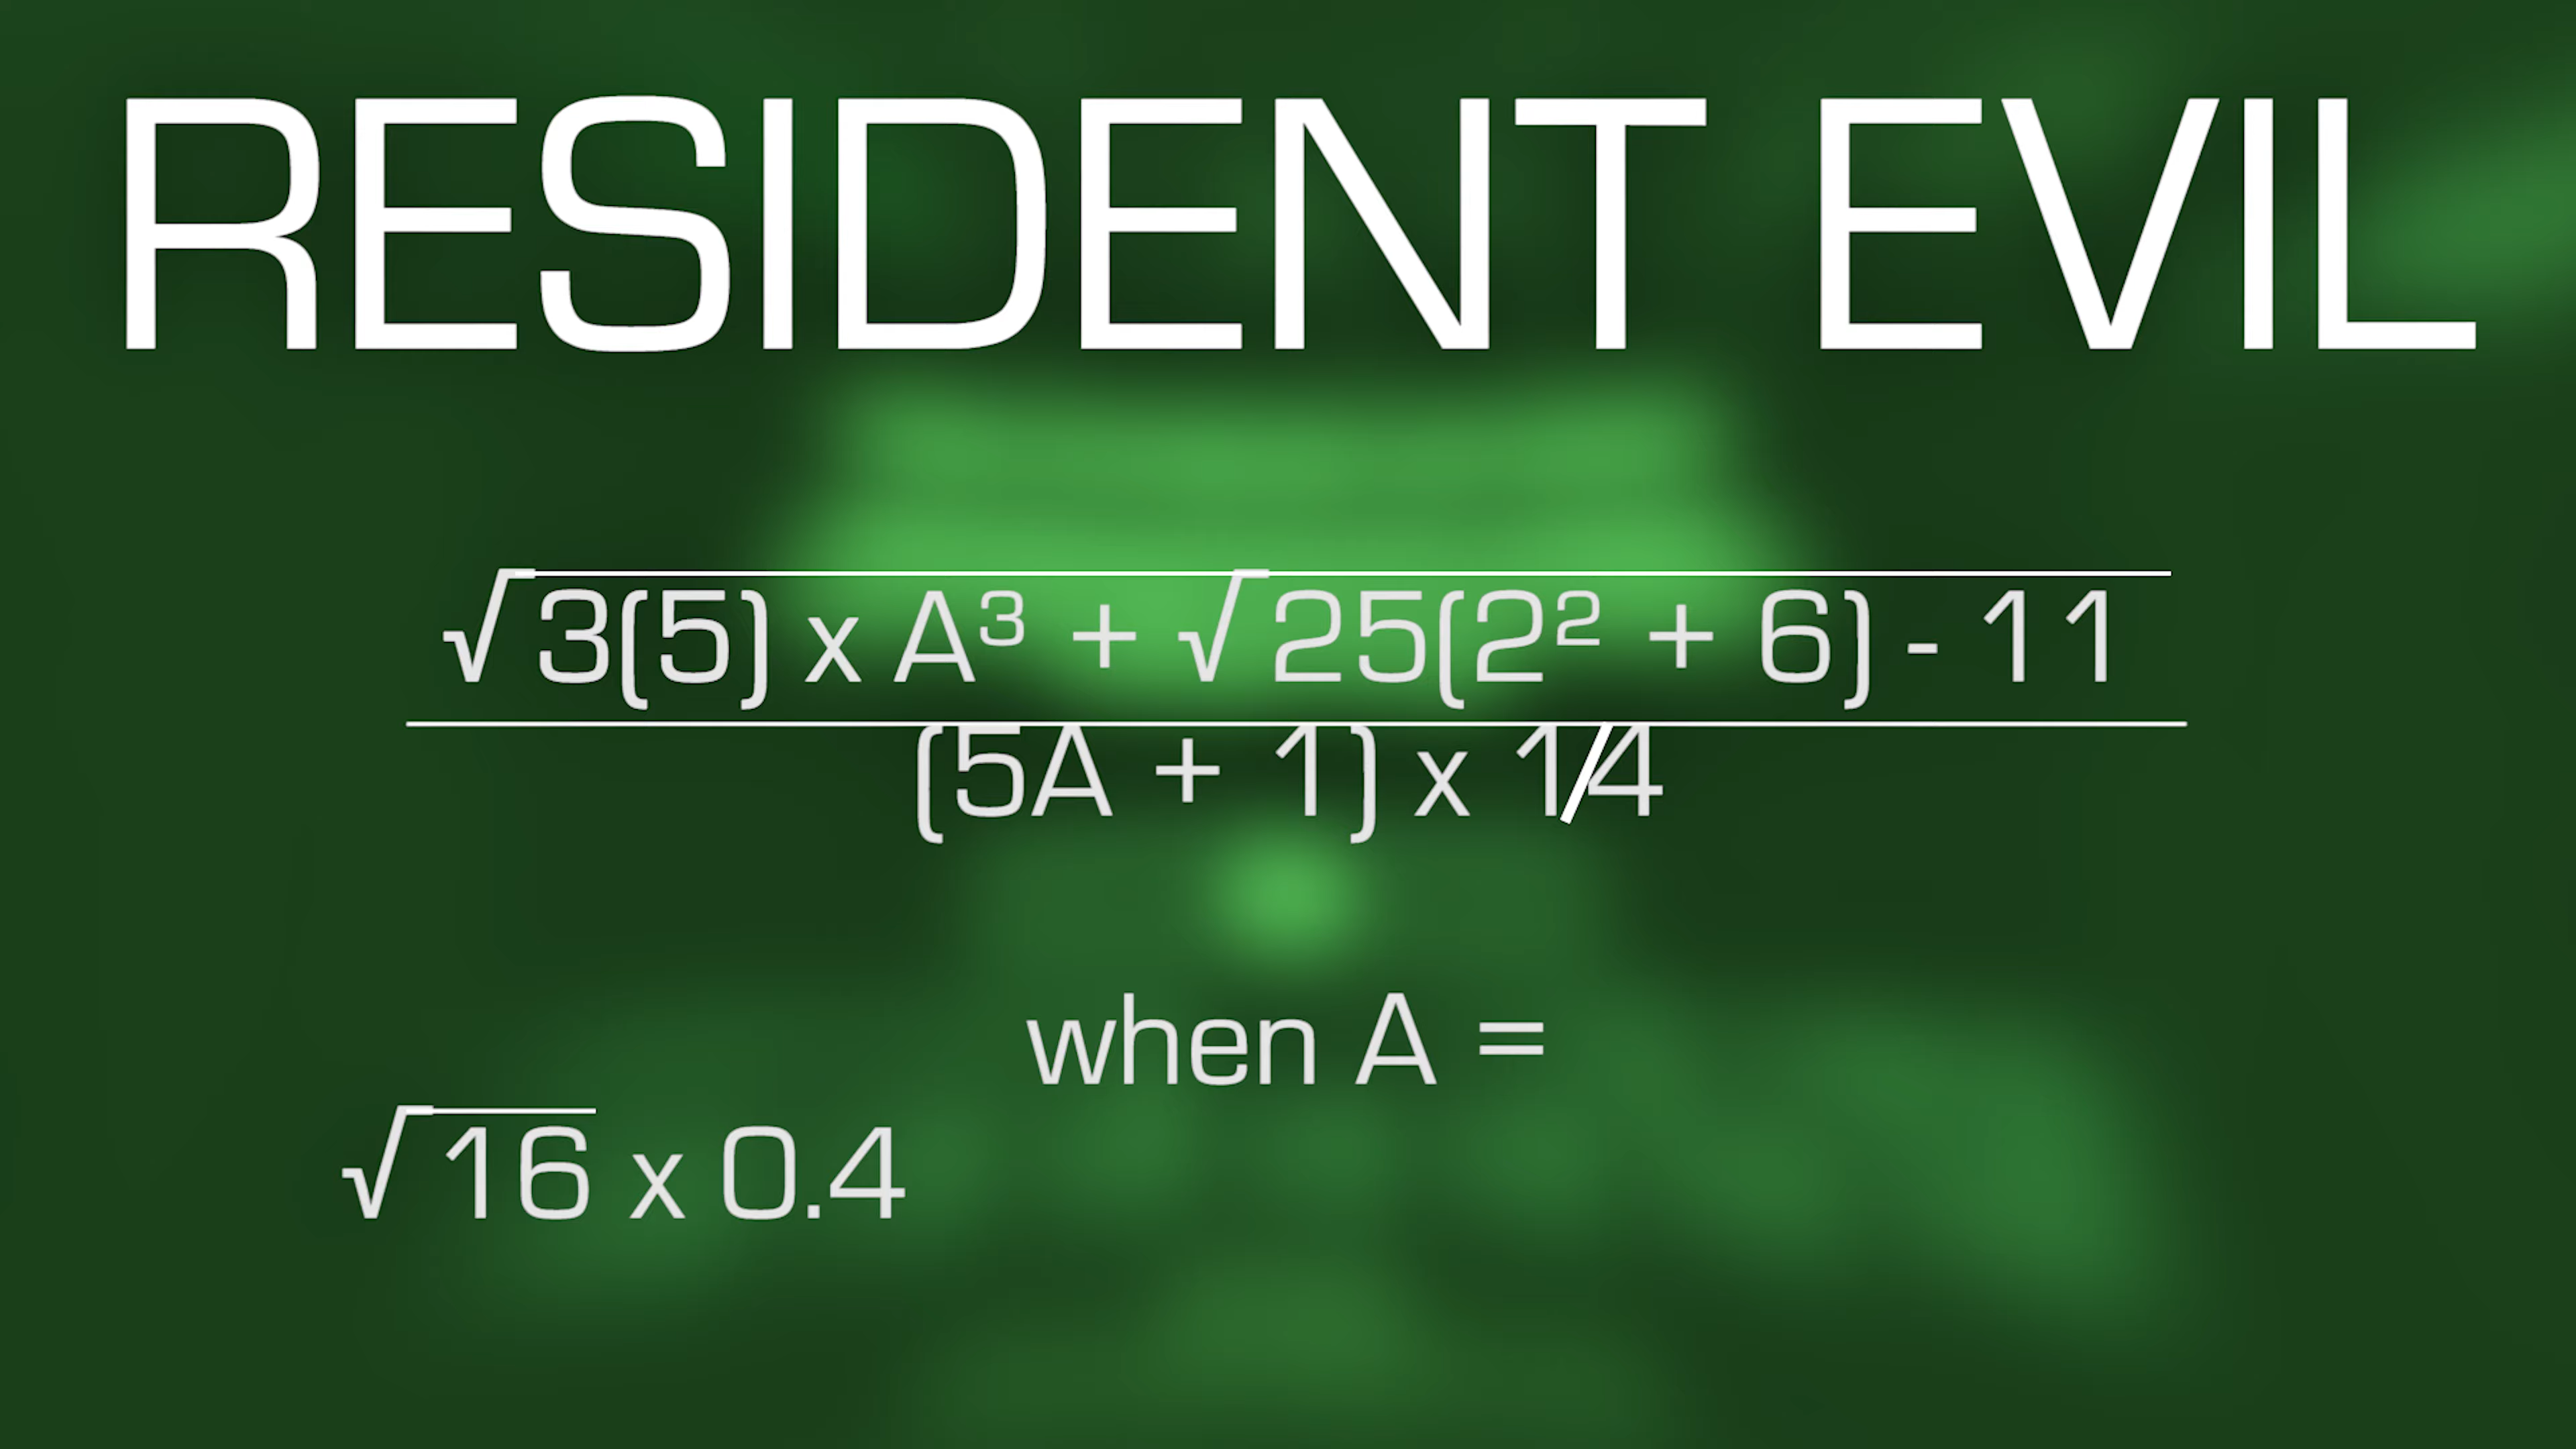 RESIDENT EVIL
√3(5) x A³ + √25(2² + 6) - 11
(5A + 1) x 1/4
when A =
√16 x 0.4